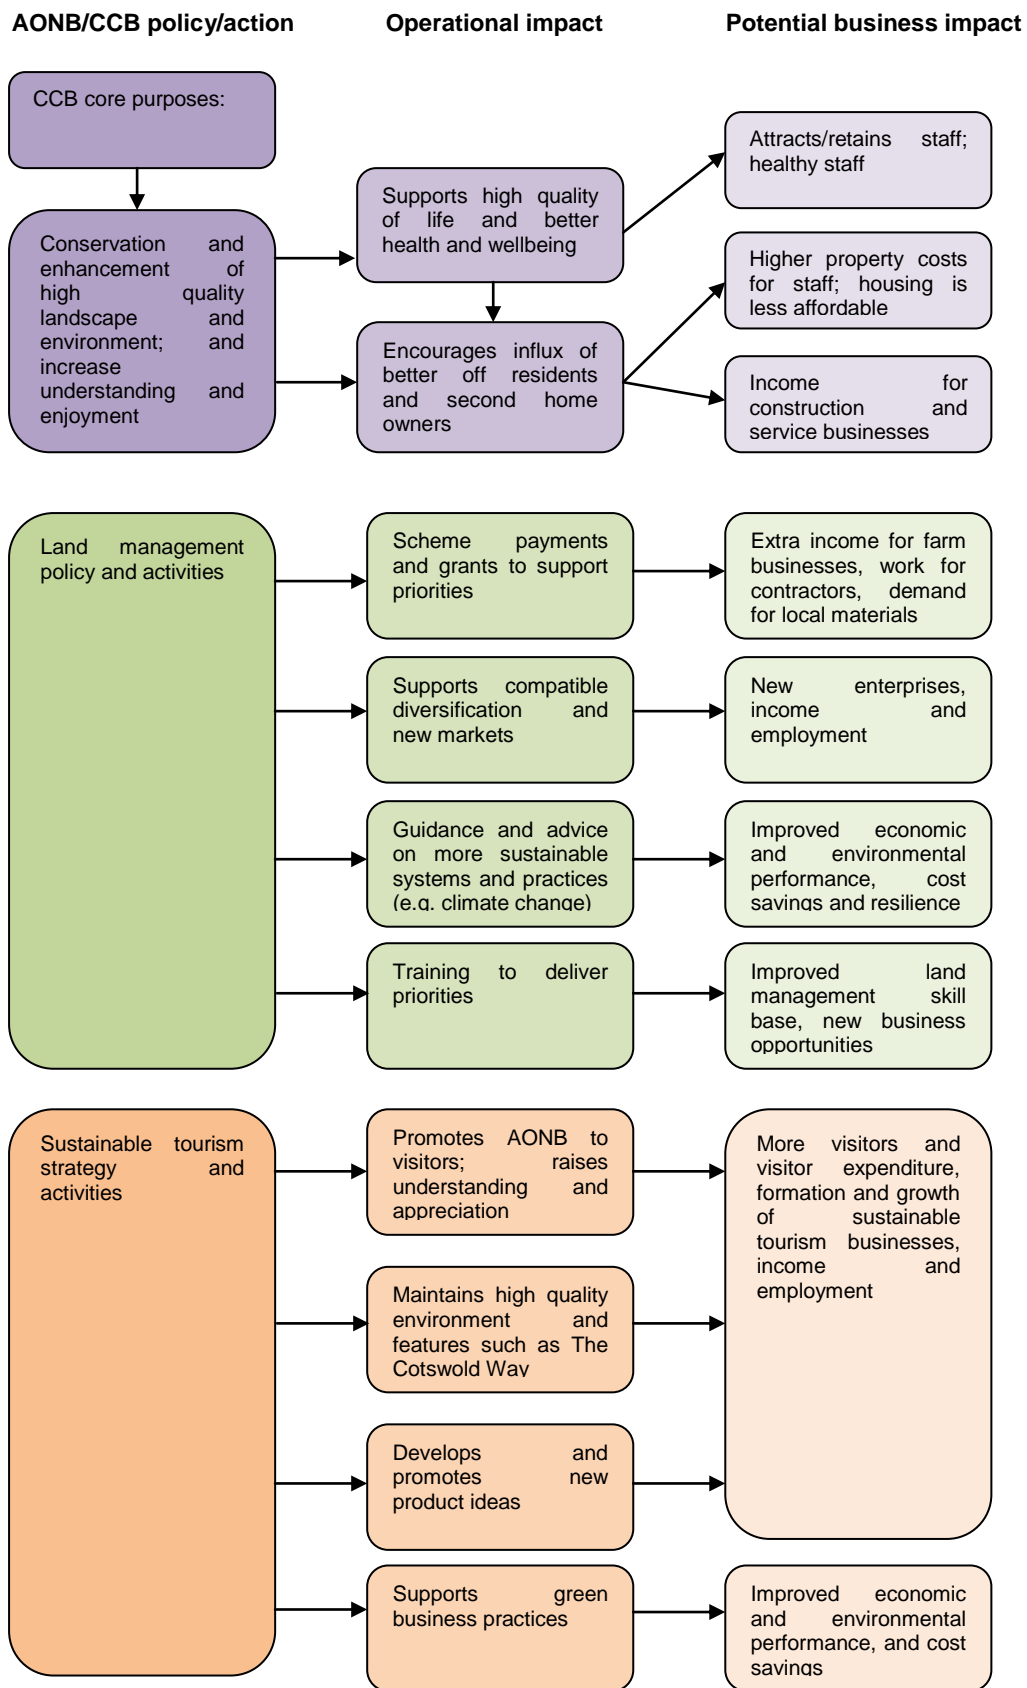 AONB/CCB policy/action
Operational impact
Potential business impact
CCB core purposes:
Conservation and
enhancement of
high quality
landscape and
environment; and
increase
understanding and
enjoyment
Supports high quality
of life and better
health and wellbeing
Encourages influx of
better off residents
and second home
owners
Attracts/retains staff;
healthy staff
Higher property costs
for staff; housing is
less affordable
Income for
construction and
service businesses
Land management
policy and activities
Scheme payments
and grants to support
priorities
Extra income for farm
businesses, work for
contractors, demand
for local materials
Supports compatible
diversification and
new markets
New enterprises,
income and
employment
Guidance and advice
on more sustainable
systems and practices
(e.g. climate change)
Improved economic
and environmental
performance, cost
savings and resilience
Training to deliver
priorities
Improved land
management skill
base, new business
opportunities
Sustainable tourism
strategy and
activities
Promotes AONB to
visitors; raises
understanding and
appreciation
Maintains high quality
environment and
features such as The
Cotswold Way
Develops and
promotes new
product ideas
More visitors and
visitor expenditure,
formation and growth
of sustainable
tourism businesses,
income and
employment
Supports green
business practices
Improved economic
and environmental
performance, and cost
savings